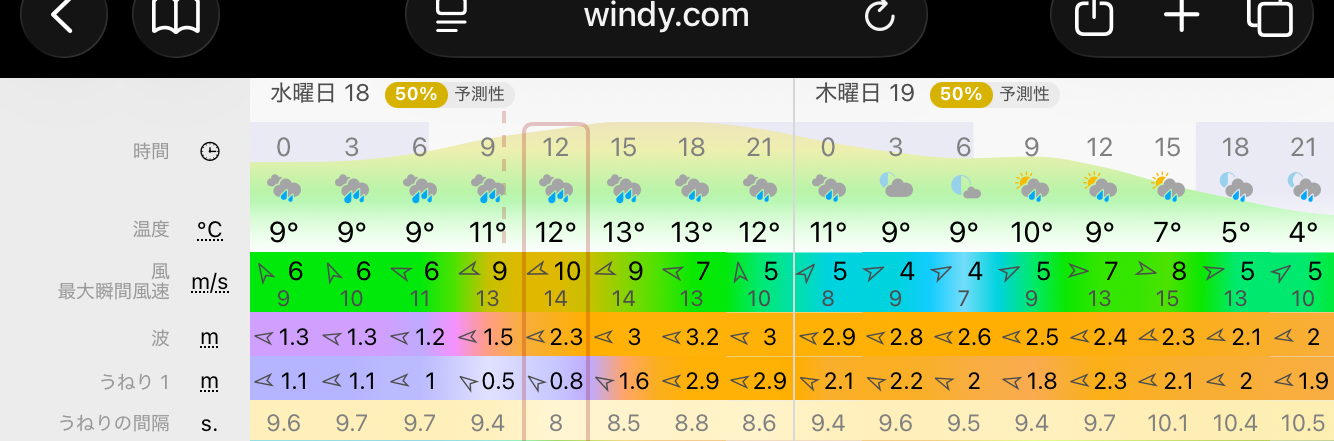 windy.com
水曜日 18 50% 予測性 木曜日 19 50% 予測性
時間 0 3 6 9 12 15 18 21 0 3 6 9 12 15 18 21
温度 °C 9° 9° 9° 11° 12° 13° 13° 12° 11° 9° 9° 10° 9° 7° 5° 4°
風 m/s 6 6 6 9 10 9 7 5 5 4 4 5 7 8 5 5
最大瞬間風速 9 10 11 13 14 14 13 10 8 9 7 9 13 15 13 10
波 m 1.3 1.3 1.2 1.5 2.3 3 3.2 3 2.9 2.8 2.6 2.5 2.4 2.3 2.1 2
うねり 1 m 1.1 1.1 1 0.5 0.8 1.6 2.9 2.9 2.1 2.2 2 1.8 2.3 2.1 2 1.9
うねりの間隔 s. 9.6 9.7 9.7 9.4 8 8.5 8.8 8.6 9.4 9.6 9.5 9.4 9.7 10.1 10.4 10.5